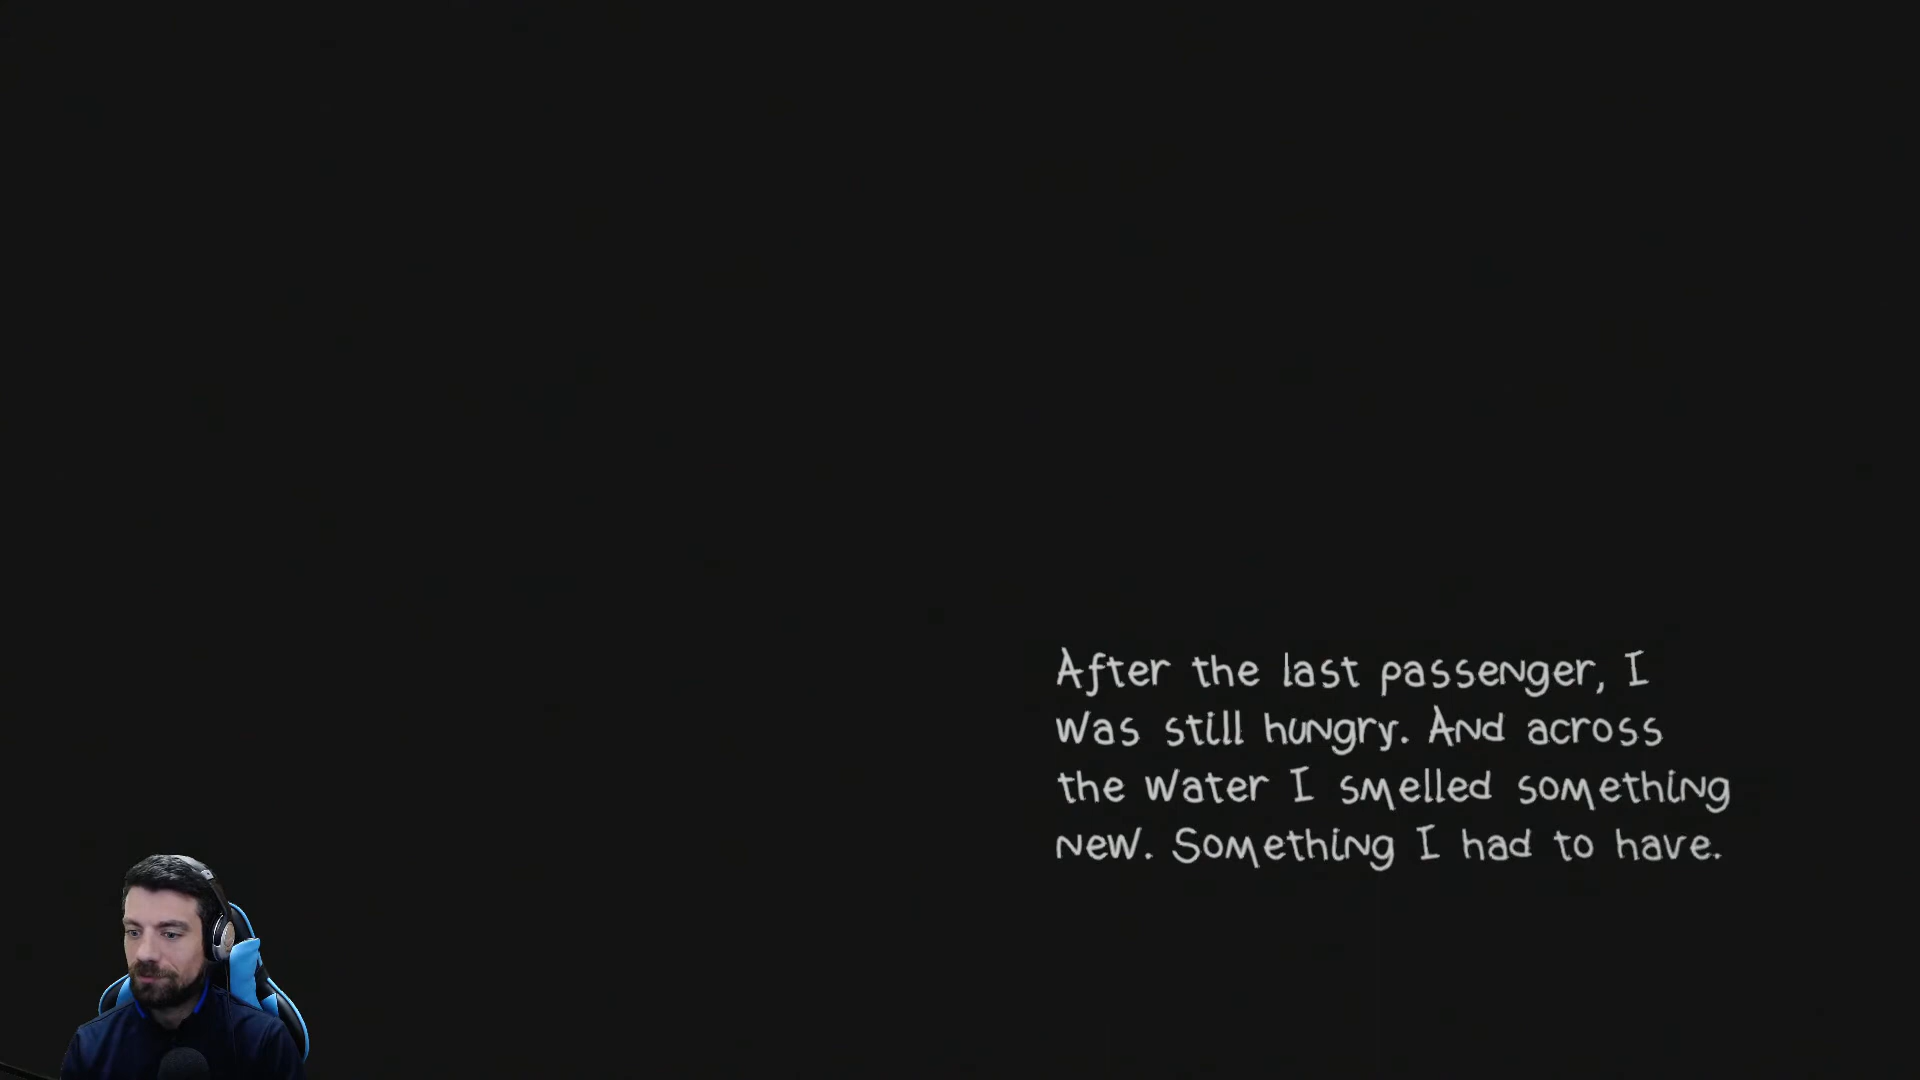 After the last passenger, I
was still hungry. And across
the water I smelled something
new. Something I had to have.